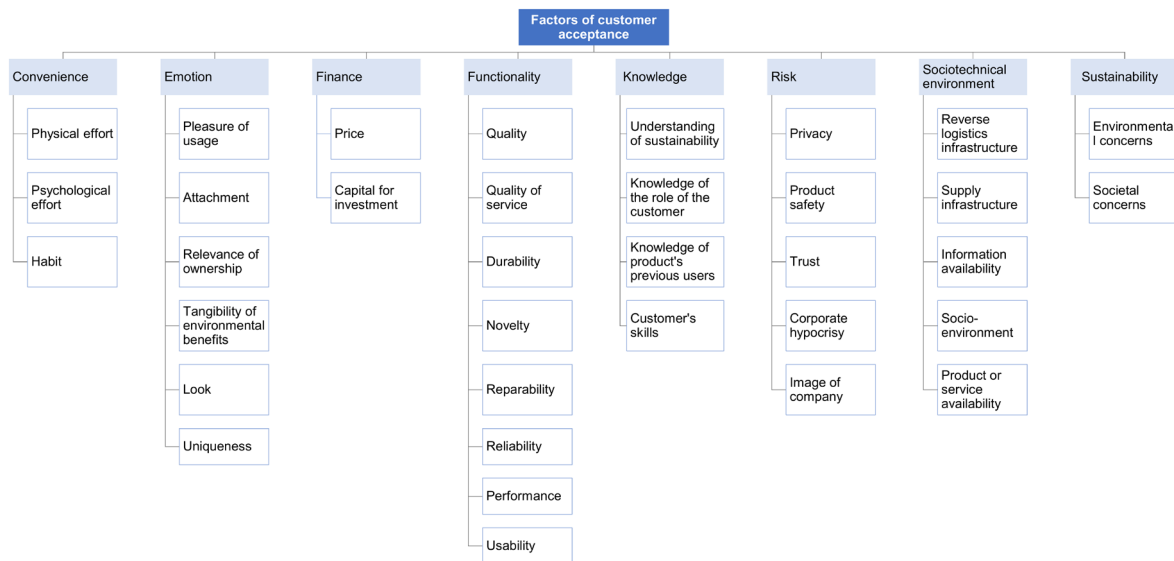 Factors of customer
acceptance
Convenience
Physical effort
Psychological
effort
Habit
Emotion
Pleasure of
usage
Attachment
Relevance of
ownership
Tangibility of
environmental
benefits
Look
Uniqueness
Finance
Price
Capital for
investment
Functionality
Quality
Quality of
service
Durability
Novelty
Reparability
Reliability
Performance
Usability
Knowledge
Understanding
of sustainability
Knowledge of
the role of the
customer
Knowledge of
product's
previous users
Customer's
skills
Risk
Privacy
Product
safety
Trust
Corporate
hypocrisy
Image of
company
Sociotechnical
environment
Reverse
logistics
infrastructure
Supply
infrastructure
Information
availability
Socio-
environment
Product or
service
availability
Sustainability
Environmenta
l concerns
Societal
concerns